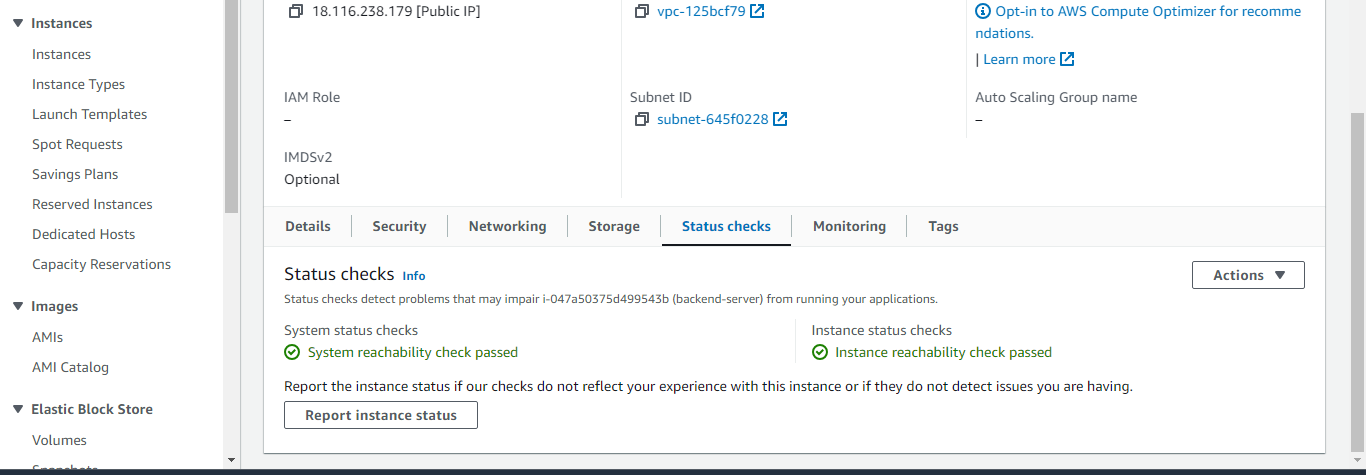 Instances
Instances
Instance Types
Launch Templates
Spot Requests
Savings Plans
Reserved Instances
Dedicated Hosts
Capacity Reservations
Images
AMIs
AMI Catalog
Elastic Block Store
Volumes
Snapshots
18.116.238.179 [Public IP]
vpc-125bcf79
Opt-in to AWS Compute Optimizer for recomme
ndations.
| Learn more
IAM Role
–
Subnet ID
subnet-645f0228
Auto Scaling Group name
–
IMDSv2
Optional
Details Security Networking Storage Status checks Monitoring Tags
Status checks Info
Actions
Status checks detect problems that may impair i-047a50375d499543b (backend-server) from running your applications.
System status checks
System reachability check passed
Instance status checks
Instance reachability check passed
Report the instance status if our checks do not reflect your experience with this instance or if they do not detect issues you are having.
Report instance status